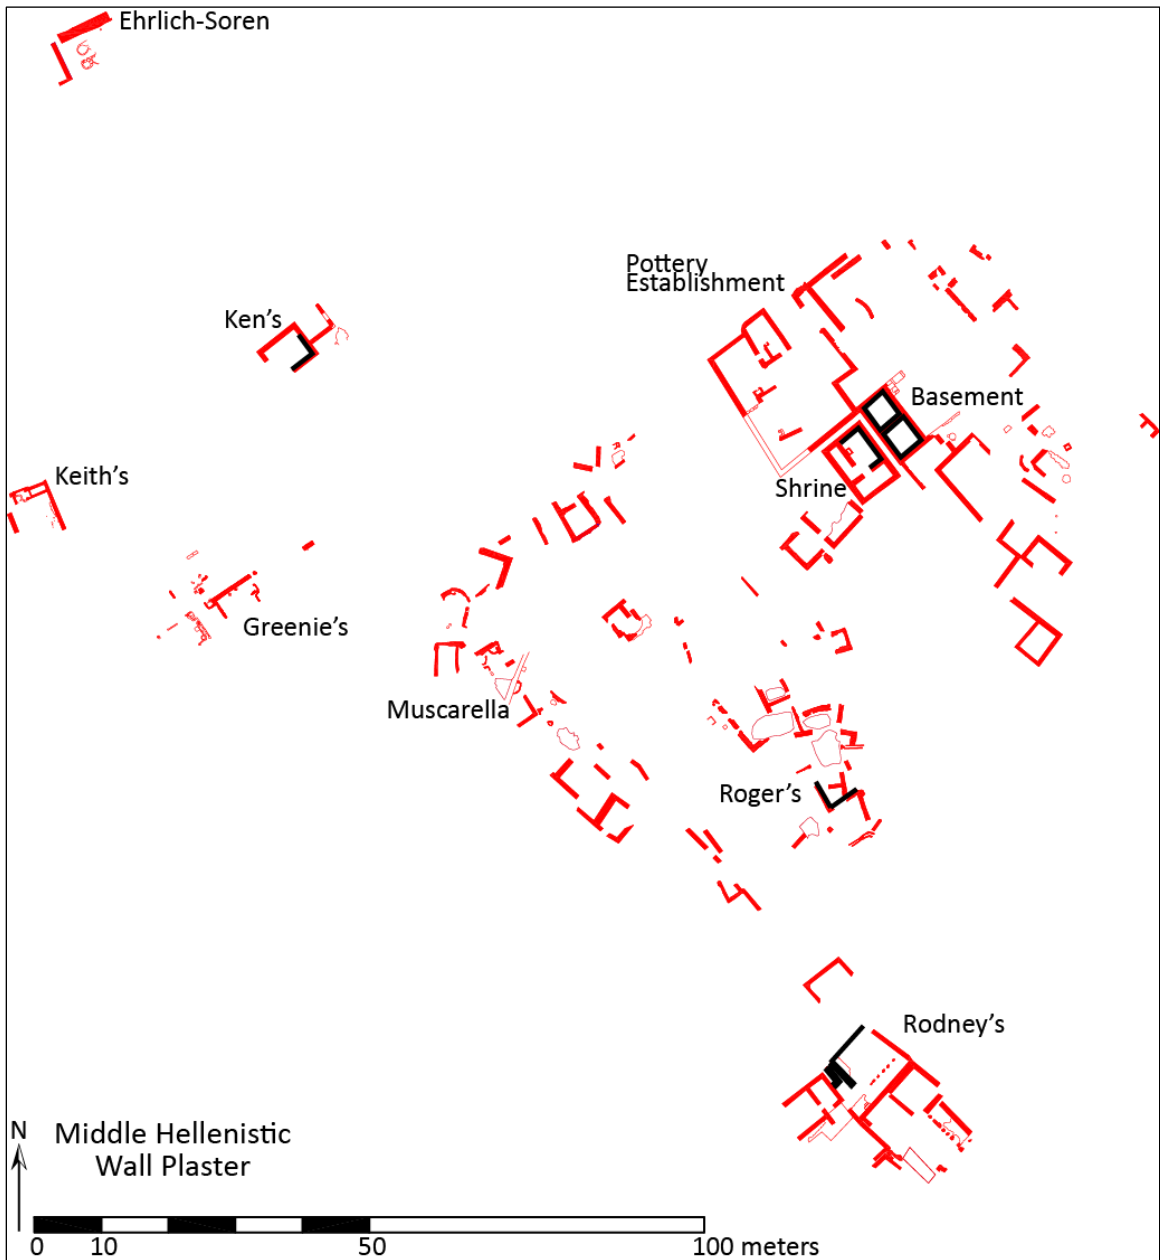 Ehrlich-Soren
Pottery
Establishment
Ken's
Basement
Keith's
Shrine
Greenie's
Muscarella
Roger's
Rodney's
N
Middle Hellenistic
Wall Plaster
0 10 50 100 meters